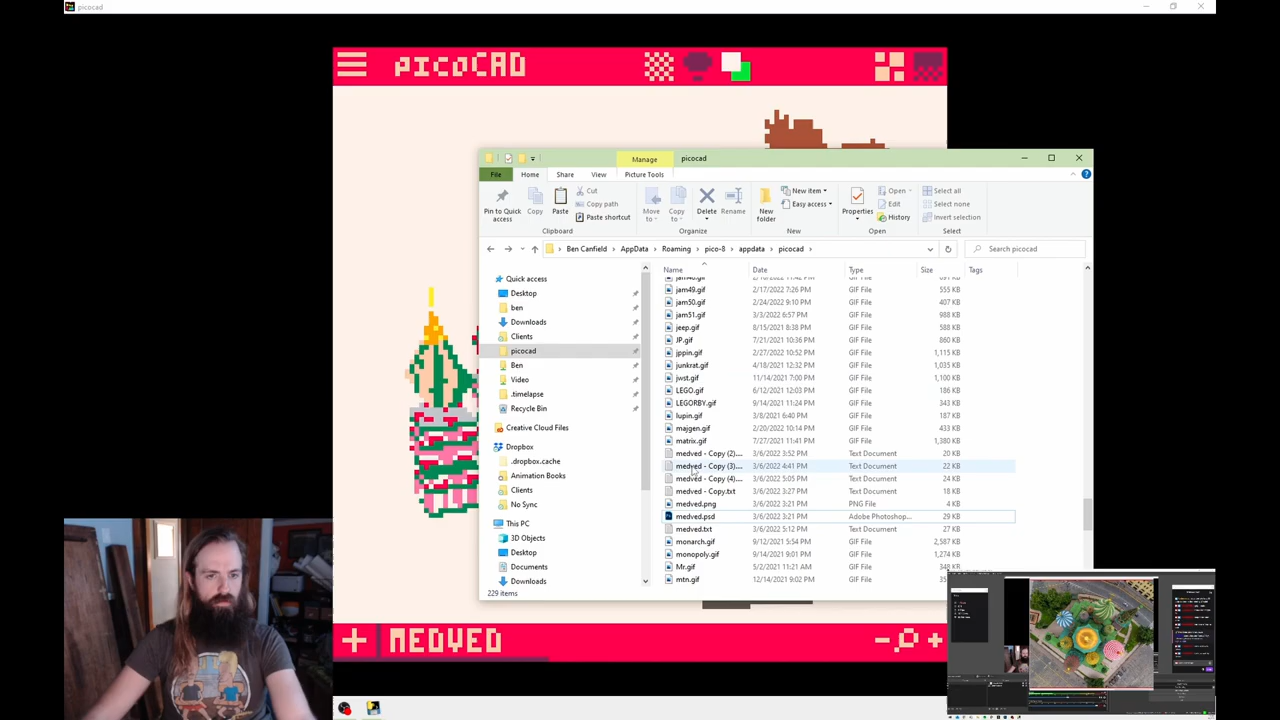 picocad
picoCAD
Manage
picocad
File
Home
Share
View
Picture Tools
Pin to Quick access
Copy
Paste
Cut
Copy path
Paste shortcut
Move to
Copy to
Delete
Rename
New folder
New item
Easy access
Properties
Open
Edit
History
Select all
Select none
Invert selection
Clipboard
Organize
New
Open
Select
Ben Canfield > AppData > Roaming > pico-8 > appdata > picocad >
Search picocad
Name Date Type Size Tags
Quick access
Desktop
ben
Downloads
Clients
picocad
Ben
Video
.timelapse
Recycle Bin
Creative Cloud Files
Dropbox
.dropbox.cache
Animation Books
Clients
No Sync
This PC
3D Objects
Desktop
Documents
Downloads
jam49.gif 2/17/2022 7:26 PM GIF File 555 KB
jam50.gif 2/24/2022 9:10 PM GIF File 407 KB
jam51.gif 3/3/2022 6:57 PM GIF File 988 KB
jeep.gif 8/15/2021 8:38 PM GIF File 588 KB
JP.gif 7/21/2021 10:36 PM GIF File 860 KB
jppin.gif 2/27/2022 10:52 PM GIF File 1,115 KB
junkrat.gif 4/18/2021 12:32 PM GIF File 1,032 KB
jwst.gif 11/14/2021 7:00 PM GIF File 1,100 KB
LEGO.gif 6/12/2021 12:03 PM GIF File 186 KB
LEGORBY.gif 9/14/2021 11:24 PM GIF File 343 KB
lupin.gif 3/8/2021 6:40 PM GIF File 187 KB
majgen.gif 2/20/2022 10:14 PM GIF File 433 KB
matrix.gif 7/27/2021 11:41 PM GIF File 1,380 KB
medved - Copy (2).... 3/6/2022 3:52 PM Text Document 20 KB
medved - Copy (3).... 3/6/2022 4:41 PM Text Document 22 KB
medved - Copy (4).... 3/6/2022 5:05 PM Text Document 24 KB
medved - Copy.txt 3/6/2022 3:27 PM Text Document 20 KB
medved.png 3/6/2022 3:21 PM PNG File 4 KB
medved.psd 3/6/2022 3:21 PM Adobe Photoshop... 29 KB
medved.txt 3/6/2022 5:12 PM Text Document 27 KB
monarch.gif 9/12/2021 5:54 PM GIF File 2,587 KB
monopoly.gif 9/14/2021 9:01 PM GIF File 1,274 KB
Mr.gif 5/2/2021 11:21 AM GIF File 348 KB
mtn.gif 12/14/2021 9:02 PM GIF File
229 items
MEDVED